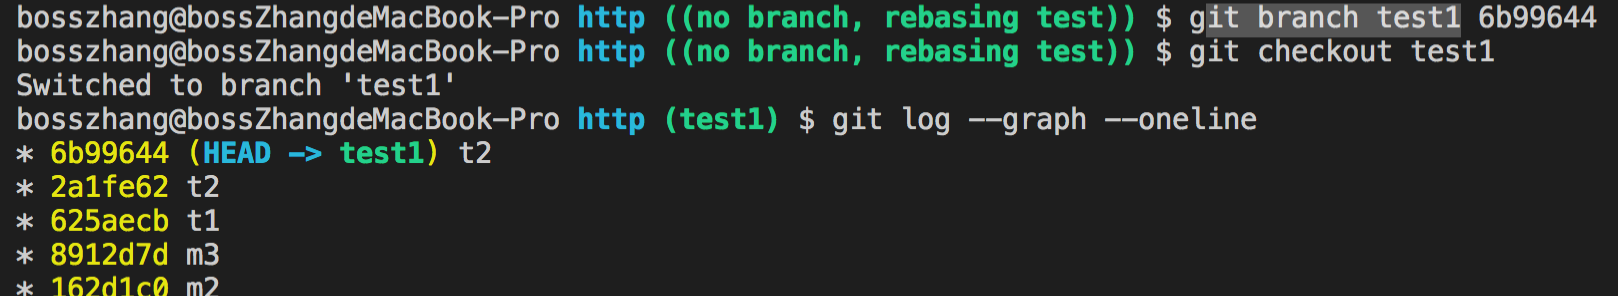 bosszhang@bossZhangdeMacBook-Pro http ((no branch, rebasing test)) $ git branch test1 6b99644
bosszhang@bossZhangdeMacBook-Pro http ((no branch, rebasing test)) $ git checkout test1
Switched to branch 'test1'
bosszhang@bossZhangdeMacBook-Pro http (test1) $ git log --graph --oneline
* 6b99644 (HEAD -> test1) t2
* 2a1fe62 t2
* 625aecb t1
* 8912d7d m3
* 162d1c0 m2